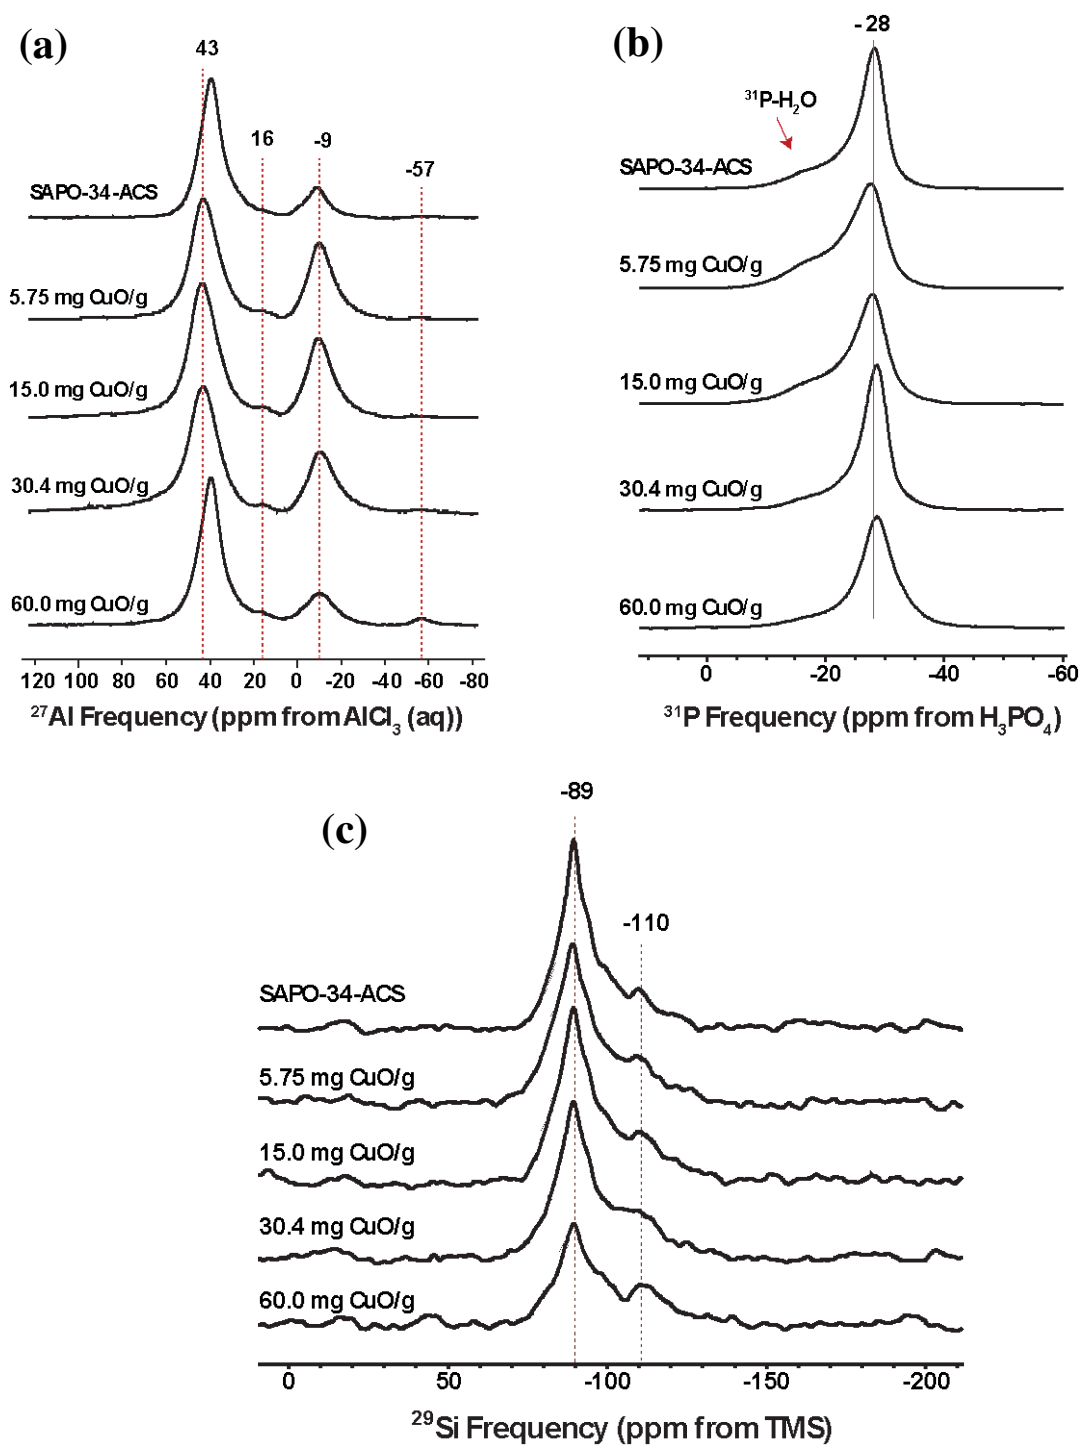 (a)
43
16
-9
-57
SAPO-34-ACS
5.75 mg CuO/g
15.0 mg CuO/g
30.4 mg CuO/g
60.0 mg CuO/g
120 100 80 60 40 20 0 -20 -40 -60 -80
²⁷Al Frequency (ppm from AlCl₃ (aq))
(b)
-28
³¹P-H₂O
SAPO-34-ACS
5.75 mg CuO/g
15.0 mg CuO/g
30.4 mg CuO/g
60.0 mg CuO/g
0 -20 -40 -60
³¹P Frequency (ppm from H₃PO₄)
(c)
-89
-110
SAPO-34-ACS
5.75 mg CuO/g
15.0 mg CuO/g
30.4 mg CuO/g
60.0 mg CuO/g
0 50 -100 -150 -200
²⁹Si Frequency (ppm from TMS)